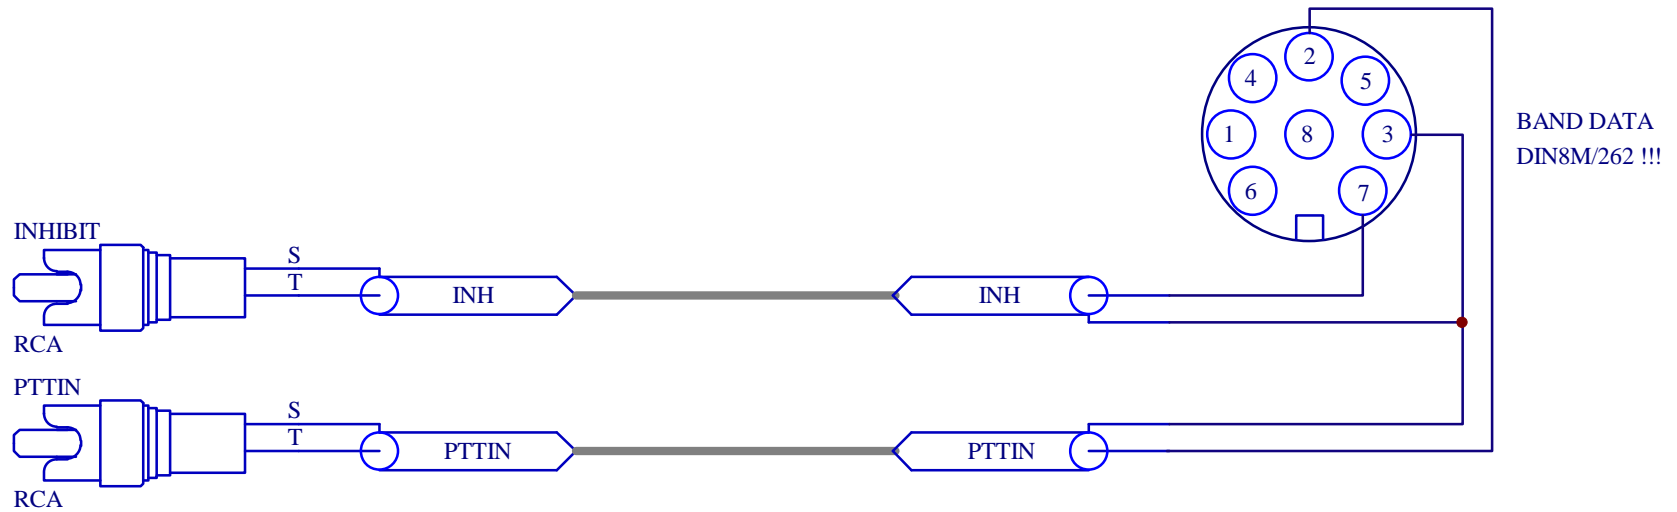 2
4
5
1
8
3
6
7
BAND DATA
DIN8M/262 !!!
INHIBIT
S
T
INH
INH
RCA
PTTIN
S
T
PTTIN
PTTIN
RCA